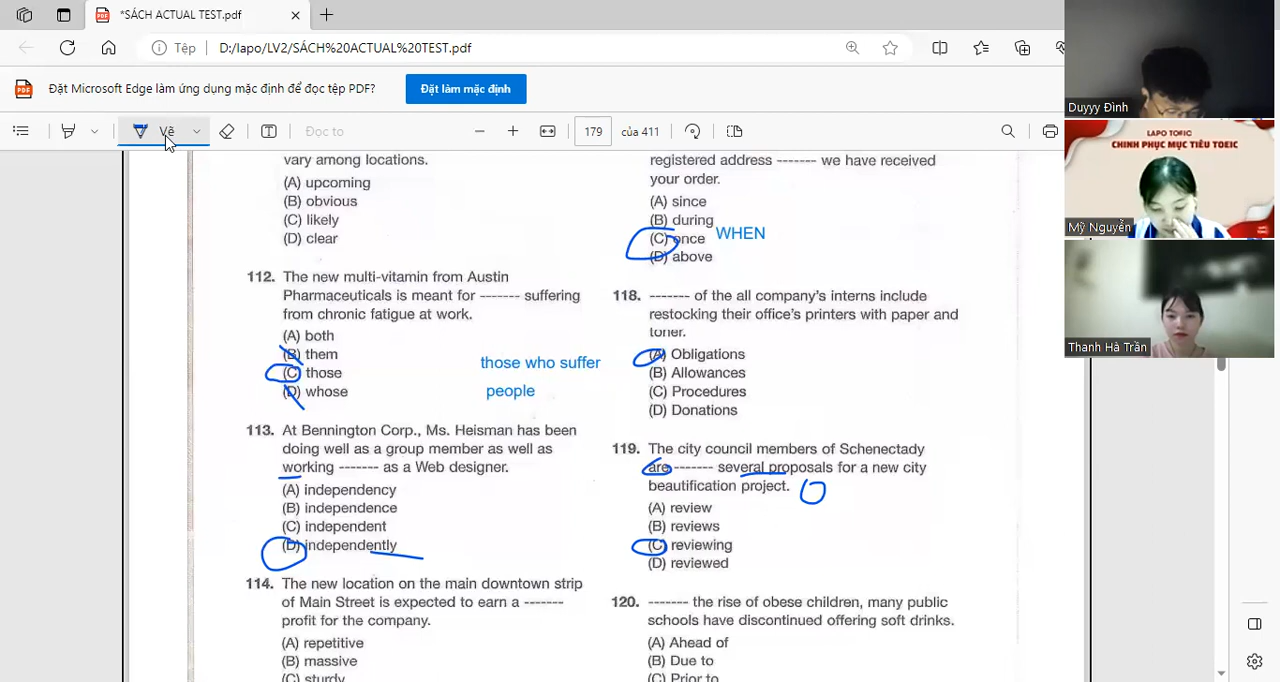 *SÁCH ACTUAL TEST.pdf
Tệp
D:/lapo/LV2/SÁCH%20ACTUAL%20TEST.pdf
Đặt Microsoft Edge làm ứng dụng mặc định để đọc tệp PDF?
Đặt làm mặc định
Vẽ
Đọc to
179
của 411
vary among locations.
(A) upcoming
(B) obvious
(C) likely
(D) clear
112. The new multi-vitamin from Austin
Pharmaceuticals is meant for ------- suffering
from chronic fatigue at work.
(A) both
(B) them
(C) those
(D) whose
those who suffer
people
113. At Bennington Corp., Ms. Heisman has been
doing well as a group member as well as
working ------- as a Web designer.
(A) independency
(B) independence
(C) independent
(D) independently
114. The new location on the main downtown strip
of Main Street is expected to earn a -------
profit for the company.
(A) repetitive
(B) massive
(C) sturdy
registered address ------- we have received
your order.
(A) since
(B) during
(C) once
(D) above
WHEN
118. ------- of the all company's interns include
restocking their office's printers with paper and
toner.
(A) Obligations
(B) Allowances
(C) Procedures
(D) Donations
119. The city council members of Schenectady
are ------- several proposals for a new city
beautification project.
(A) review
(B) reviews
(C) reviewing
(D) reviewed
120. ------- the rise of obese children, many public
schools have discontinued offering soft drinks.
(A) Ahead of
(B) Due to
(C) Prior to
Duyyy Đình
LAPO TOEIC
CHINH PHỤC MỤC TIÊU TOEIC
Mỹ Nguyễn
Thanh Hà Trần